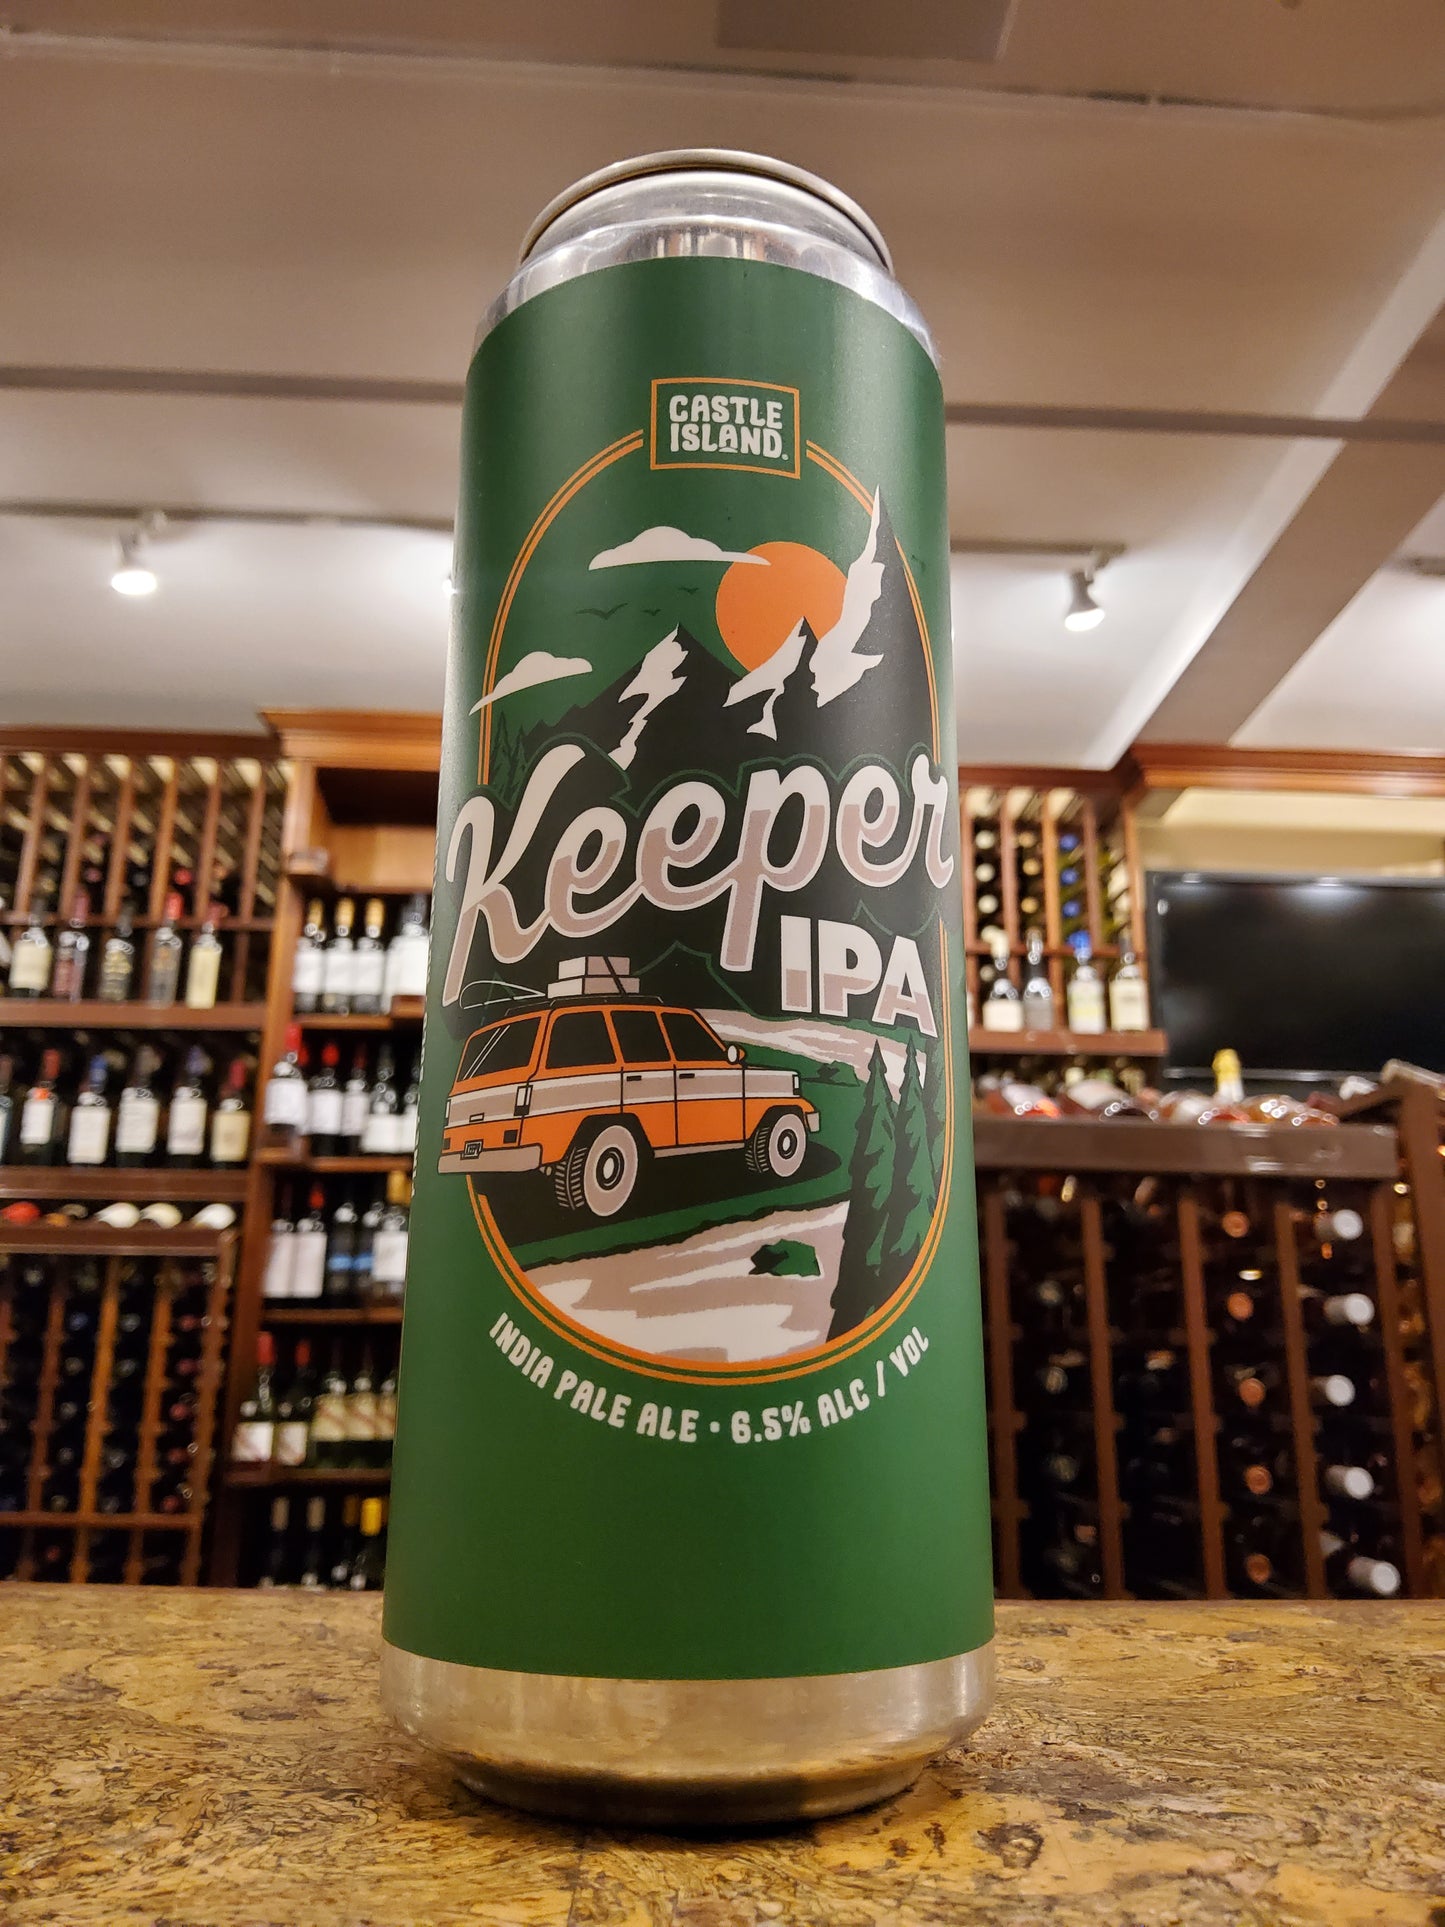 CASTLE
ISLAND
Keeper
IPA
INDIA PALE ALE • 6.5% ALC / VOL